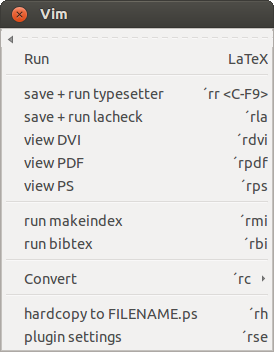 Vim
Run LaTeX
save + run typesetter ´rr <C-F9>
save + run lacheck ´rla
view DVI ´rdvi
view PDF ´rpdf
view PS ´rps
run makeindex ´rmi
run bibtex ´rbi
Convert ´rc
hardcopy to FILENAME.ps ´rh
plugin settings ´rse